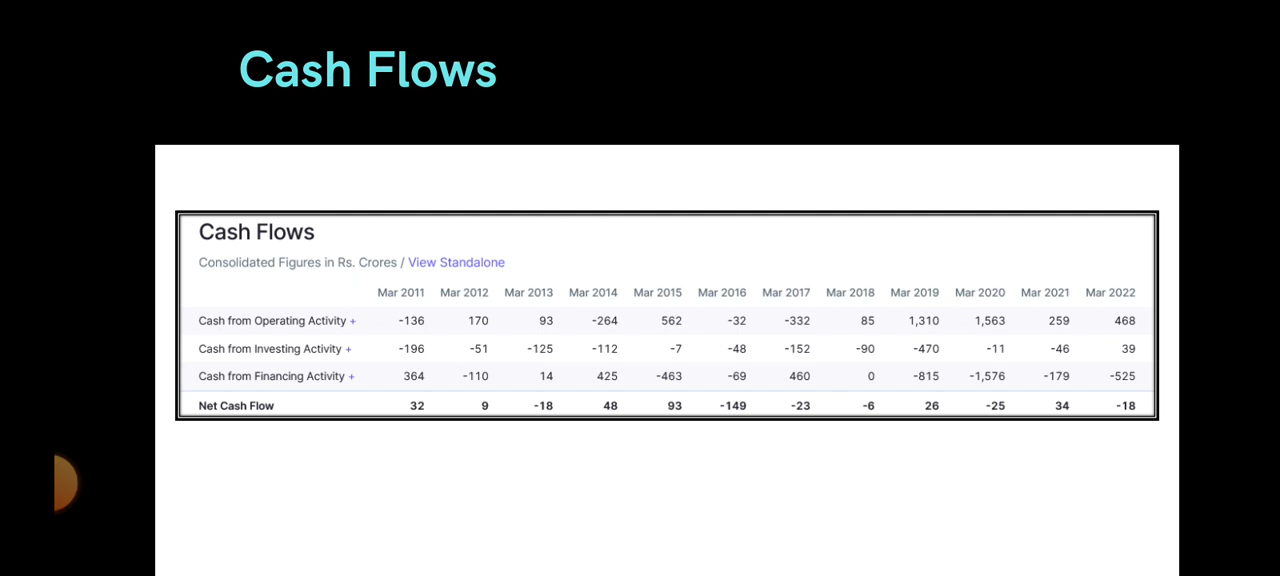 Cash Flows
Cash Flows
Consolidated Figures in Rs. Crores / View Standalone
Mar 2011 Mar 2012 Mar 2013 Mar 2014 Mar 2015 Mar 2016 Mar 2017 Mar 2018 Mar 2019 Mar 2020 Mar 2021 Mar 2022
Cash from Operating Activity + -136 170 93 -264 562 -32 -332 85 1,310 1,563 259 468
Cash from Investing Activity + -196 -51 -125 -112 -7 -48 -152 -90 -470 -11 -46 39
Cash from Financing Activity + 364 -110 14 425 -463 -69 460 0 -815 -1,576 -179 -525
Net Cash Flow 32 9 -18 48 93 -149 -23 -6 26 -25 34 -18